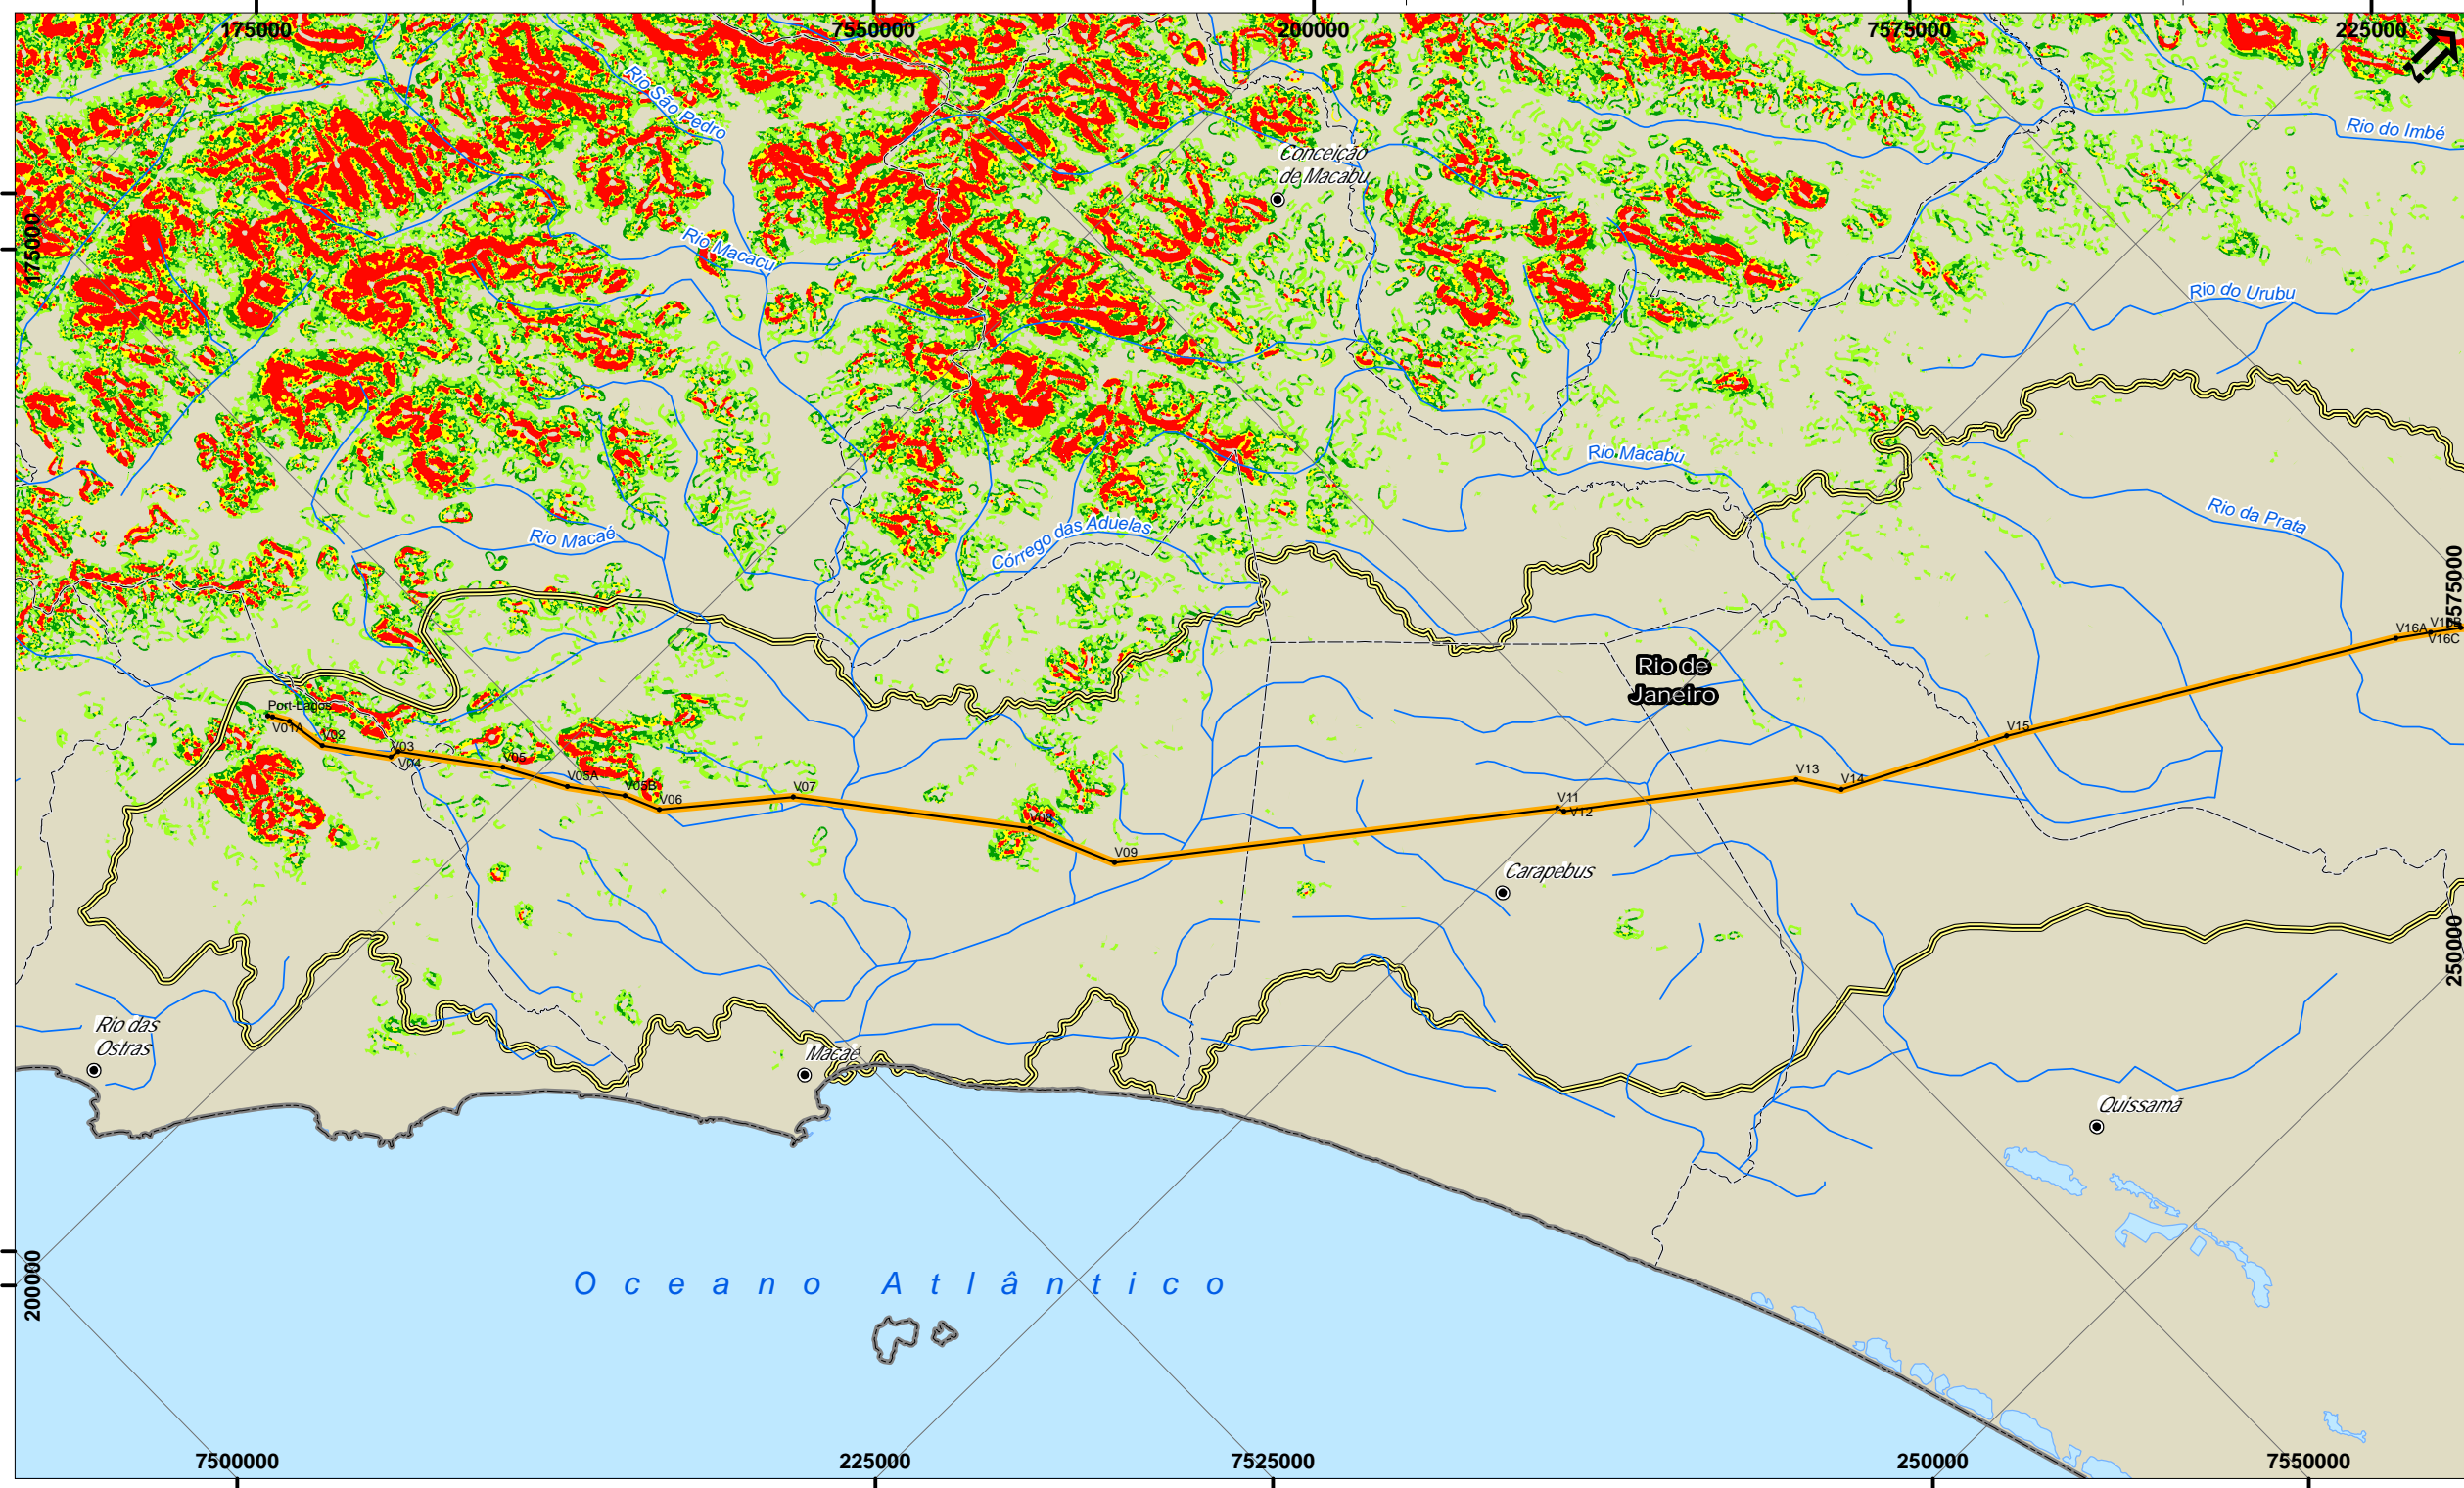 175000
7550000
200000
7575000
225000
Rio São Pedro
Rio do Imbé
Conceição
de Macabu
175000
Rio Macacu
Rio do Urubu
Rio Macabu
Rio da Prata
Rio Macaé
Córrego das Aduelas
7575000
V16A
V16C
Rio de
Janeiro
Port-Lagos
V01A
V02
V03
V04
V05
V05A
V05B
V06
V07
V08
V09
V11
V12
V13
V14
V15
Carapebus
250000
Rio das
Ostras
Macaé
Quissamã
200000
Oceano Atlântico
7500000
225000
7525000
250000
7550000